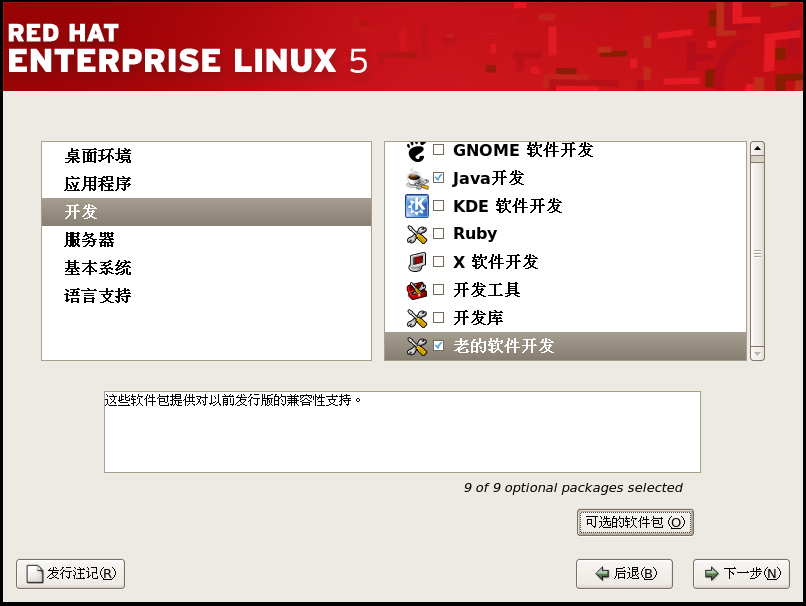 RED HAT
ENTERPRISE LINUX 5
桌面环境
应用程序
开发
服务器
基本系统
语言支持
GNOME 软件开发
Java开发
KDE 软件开发
Ruby
X 软件开发
开发工具
开发库
老的软件开发
这些软件包提供对以前发行版的兼容性支持。
9 of 9 optional packages selected
可选的软件包(O)
发行注记(R)
后退(B)
下一步(N)